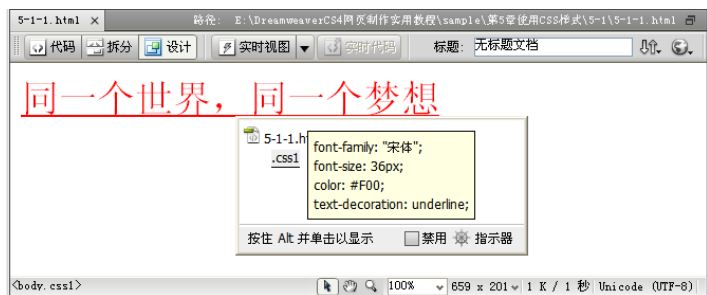 5-1-1.html × 路径: E:\DreamweaverCS4网页制作实用教程\sample\第5章使用CSS样式\5-1\5-1-1.html
代码 拆分 设计 实时视图 实时代码 标题: 无标题文档
同一个世界，同一个梦想
5-1-1.h
.css1
font-family: "宋体";
font-size: 36px;
color: #F00;
text-decoration: underline;
按住 Alt 并单击以显示 禁用 指示器
<body.css1> 100% 659 x 201 1 K / 1 秒 Unicode (UTF-8)